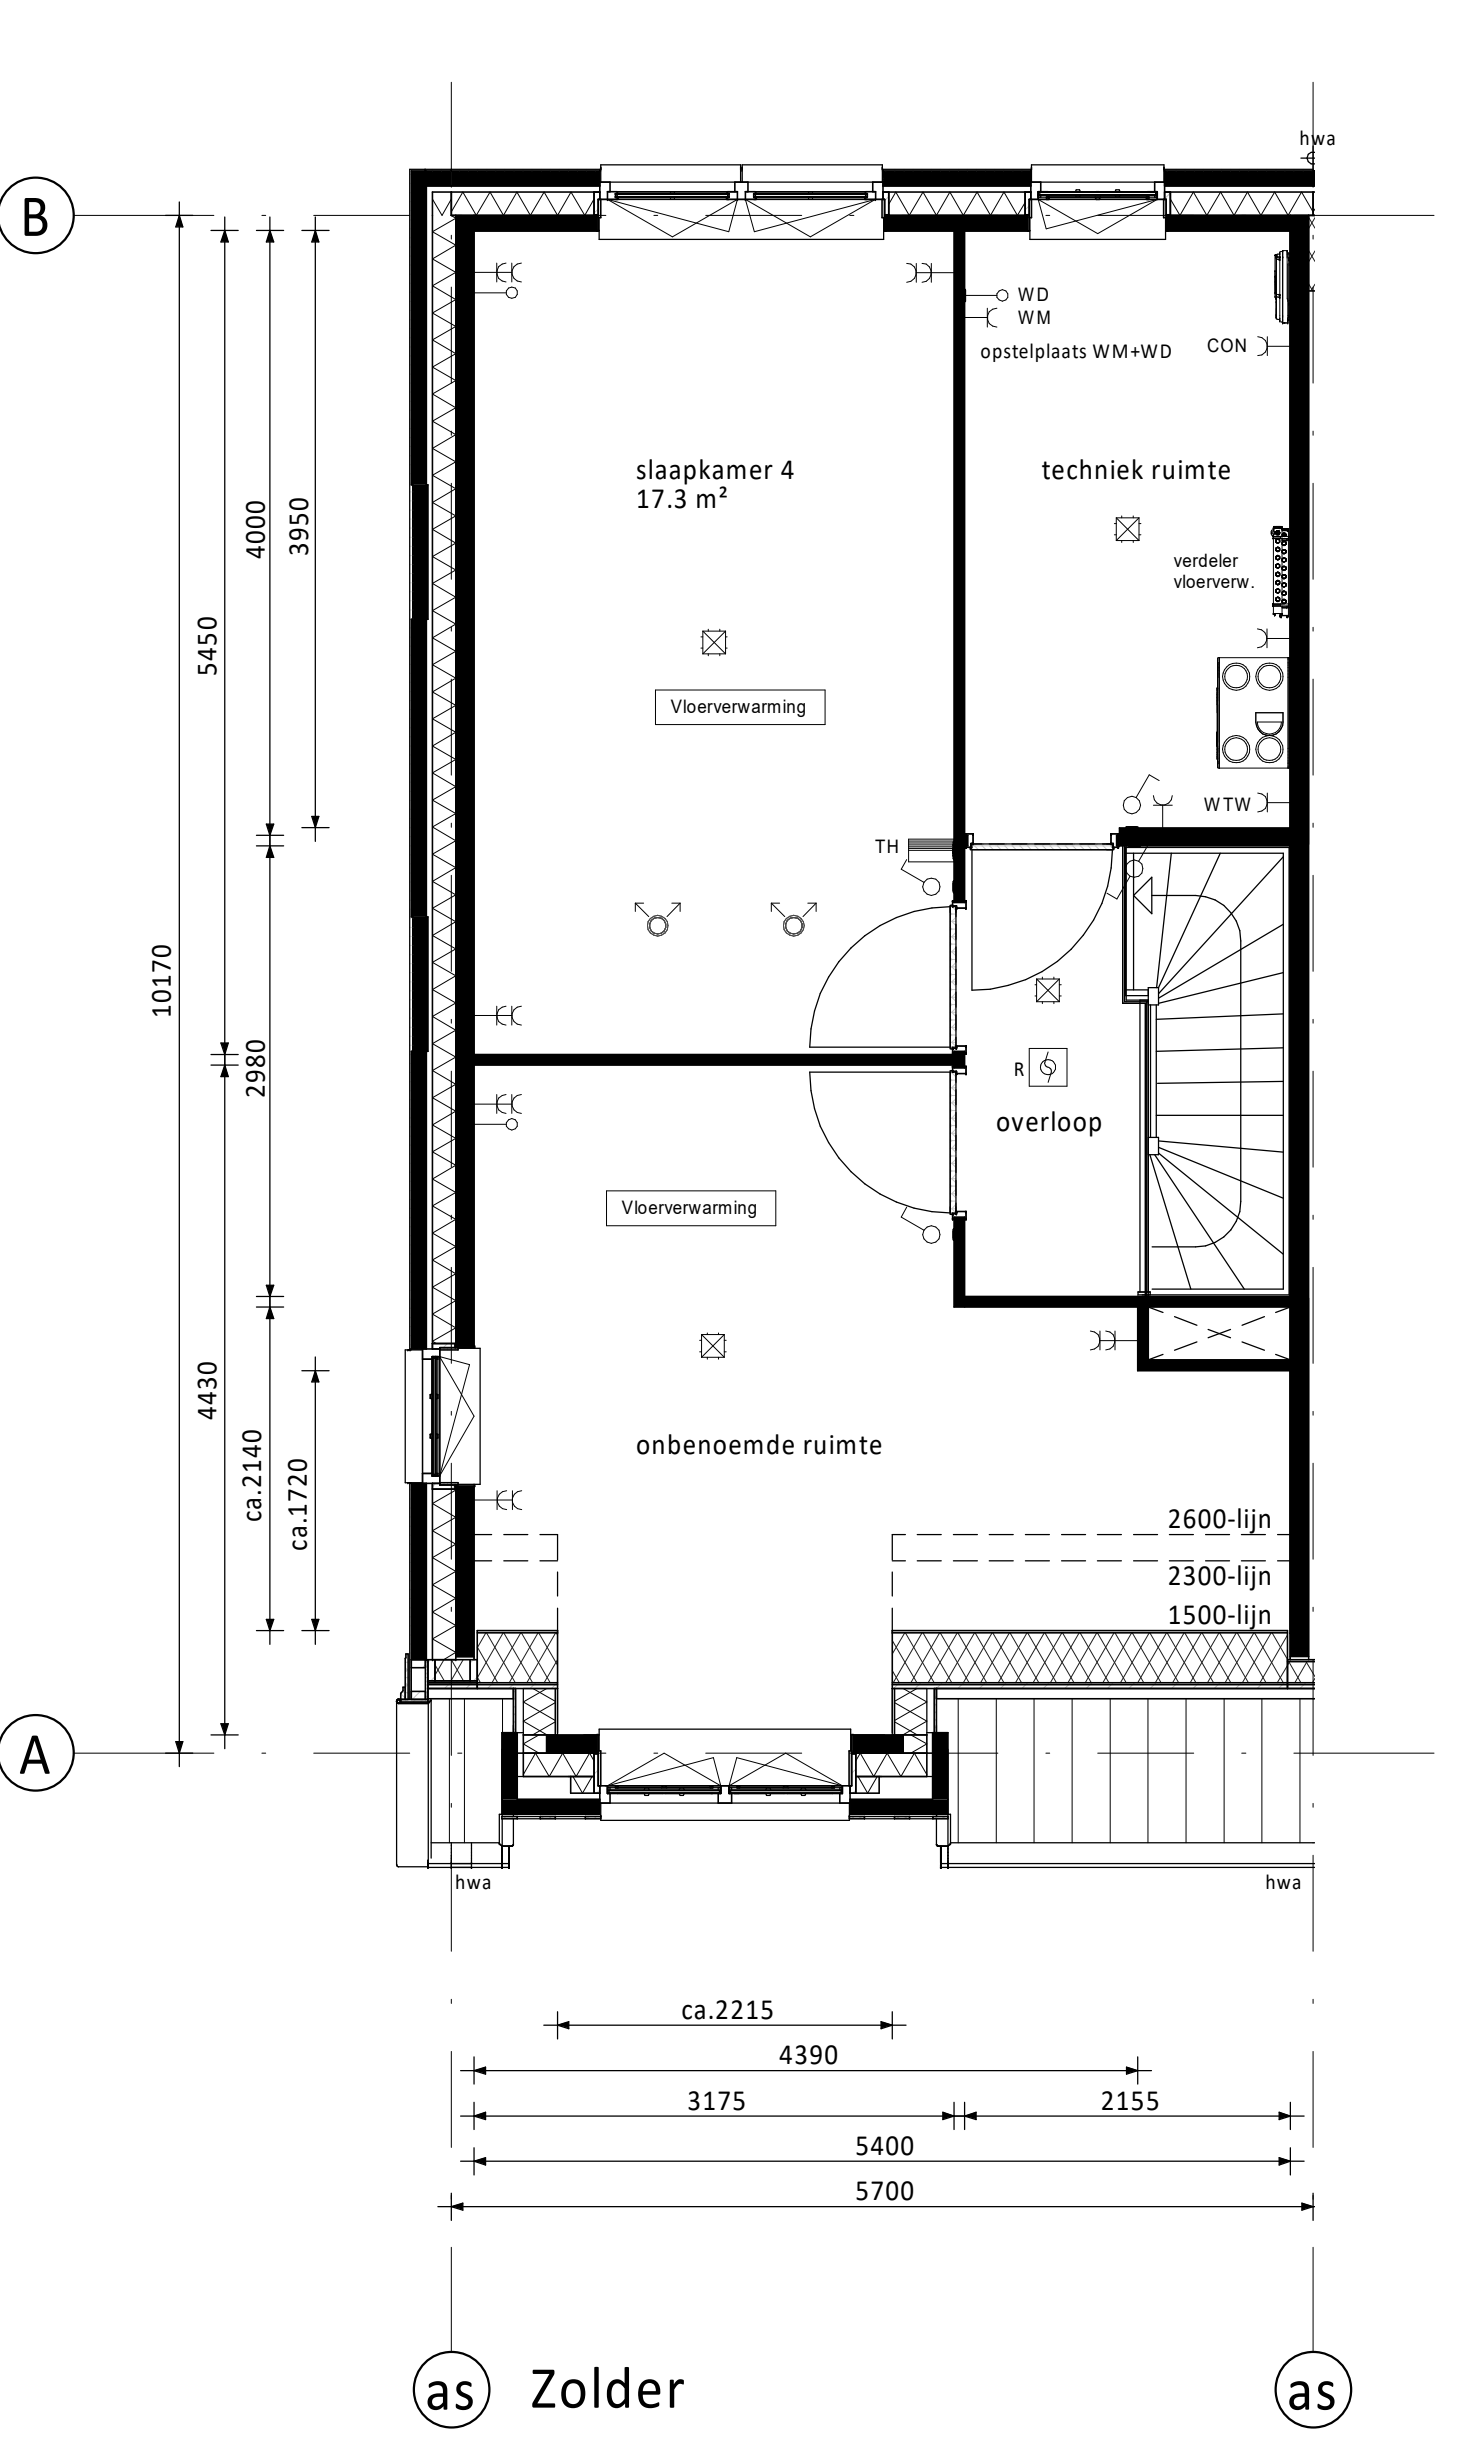 hwa
B
WD
WM
opstelplaats WM+WD
CON
slaapkamer 4
17.3 m²
techniek ruimte
verdeler
vloerverw.
4000
3950
5450
Vloerverwarming
WTW
TH
10170
2980
R
overloop
Vloerverwarming
4430
ca.2140
ca.1720
onbenoemde ruimte
2600-lijn
2300-lijn
1500-lijn
A
hwa
hwa
ca.2215
4390
3175
2155
5400
5700
as
Zolder
as